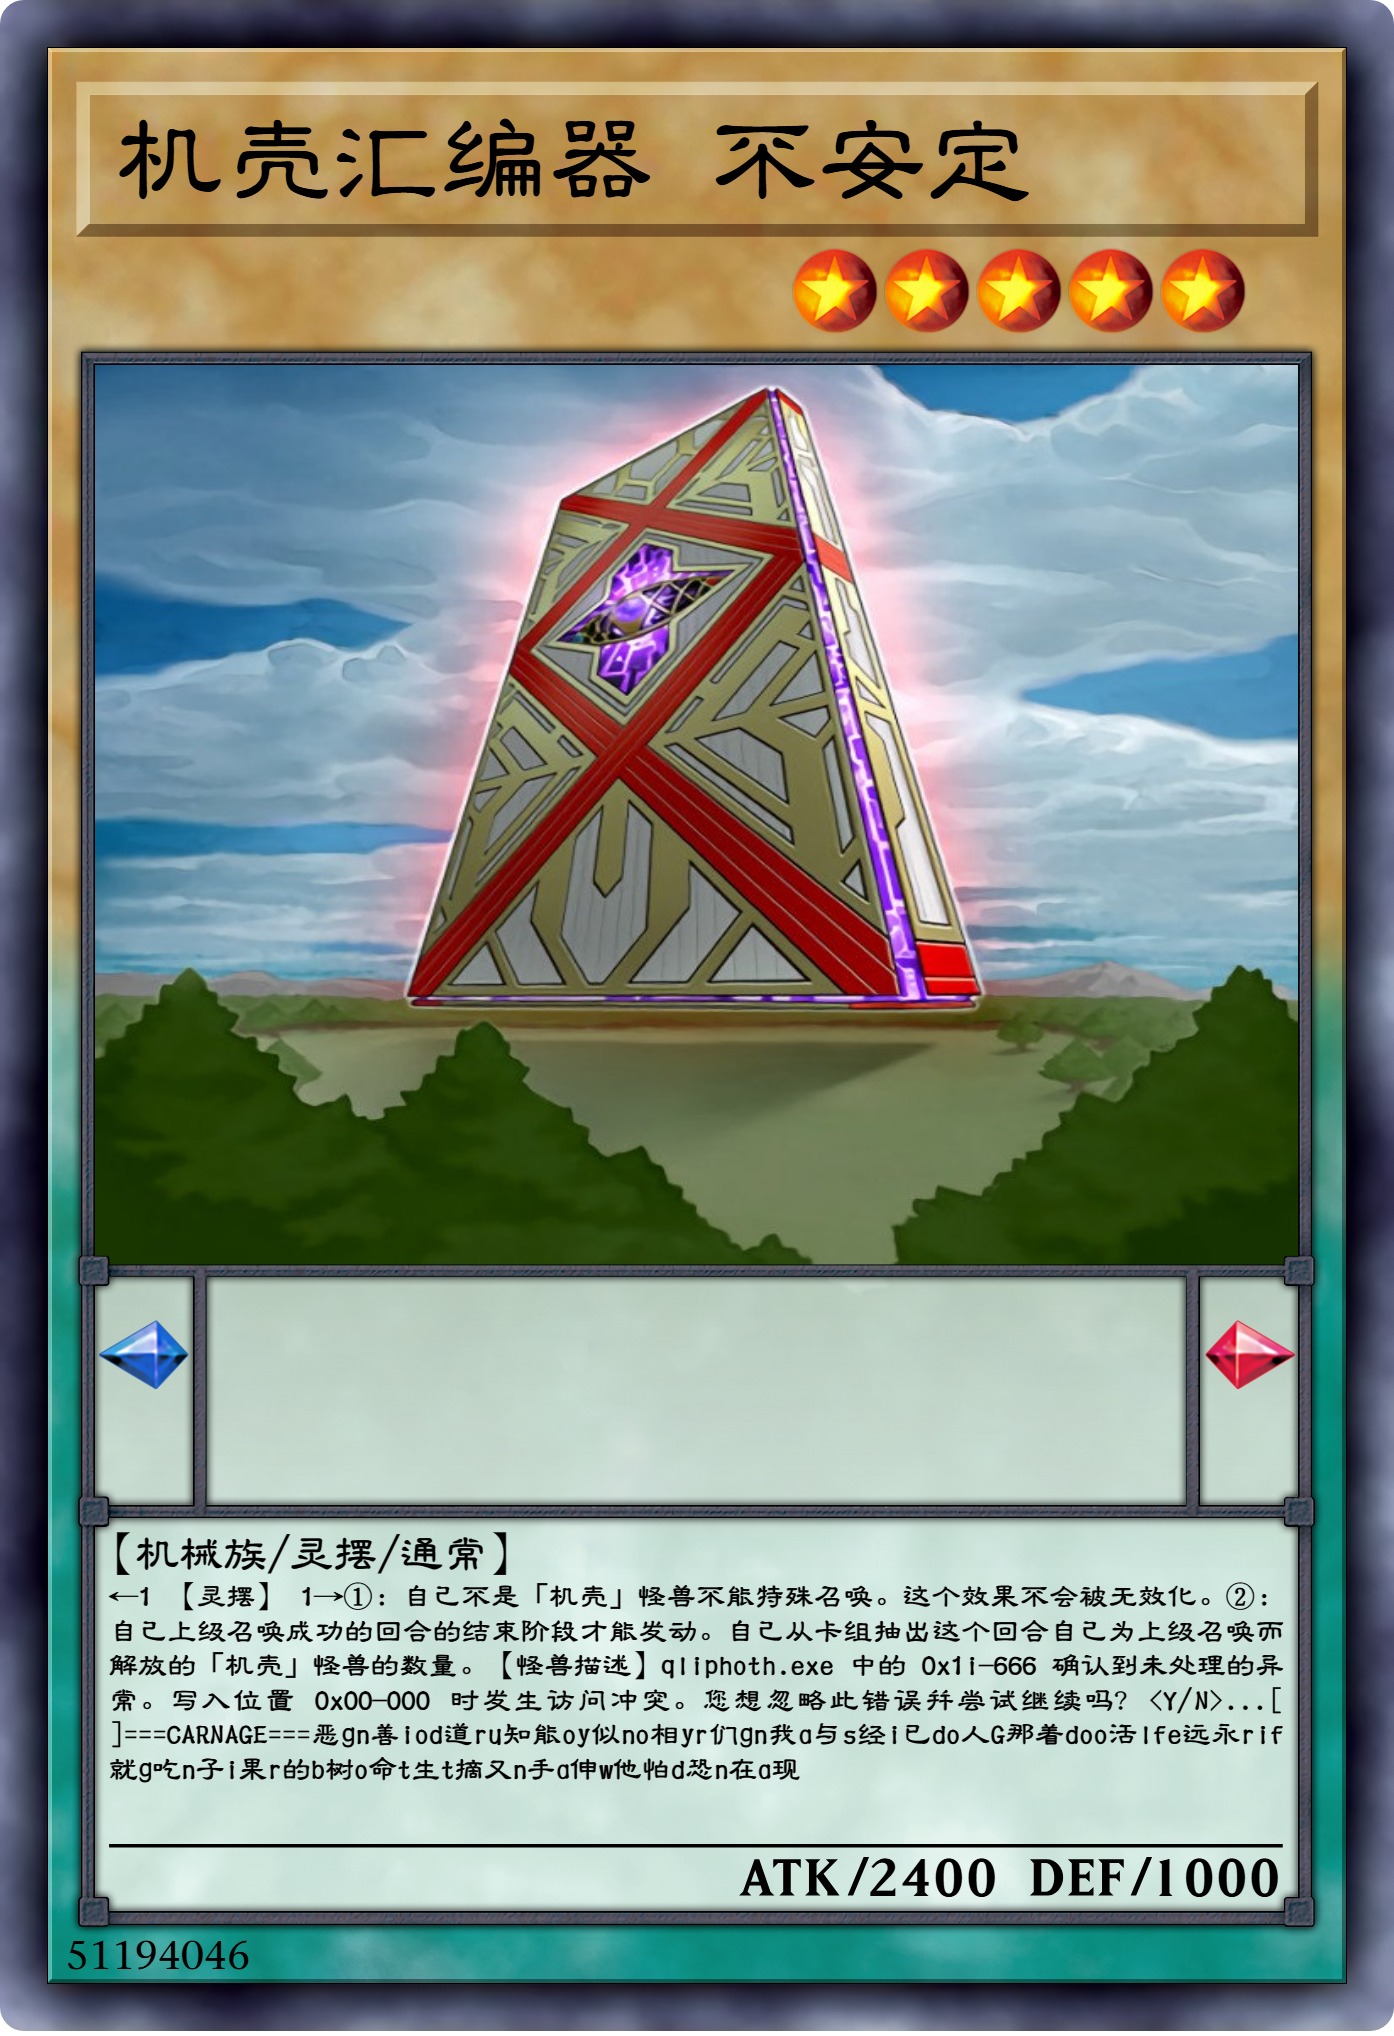 机壳汇编器 不安定
【机械族/灵摆/通常】
←1 【灵摆】 1→①：自己不是「机壳」怪兽不能特殊召唤。这个效果不会被无效化。②：
自己上级召唤成功的回合的结束阶段才能发动。自己从卡组抽出这个回合自己为上级召唤而
解放的「机壳」怪兽的数量。【怪兽描述】qliphoth.exe 中的 0x1i-666 确认到未处理的异
常。写入位置 0x00-000 时发生访问冲突。您想忽略此错误并尝试继续吗？ <Y/N>...[
]===CARNAGE===恶gn善iod道ru知能oy似no相yr们gn我a与s经i已do人G那着doo活lfe远永rif
就g吃n子i果r的b树o命t生t摘又n手a伸w他怕d恐n在a现
ATK/2400 DEF/1000
51194046